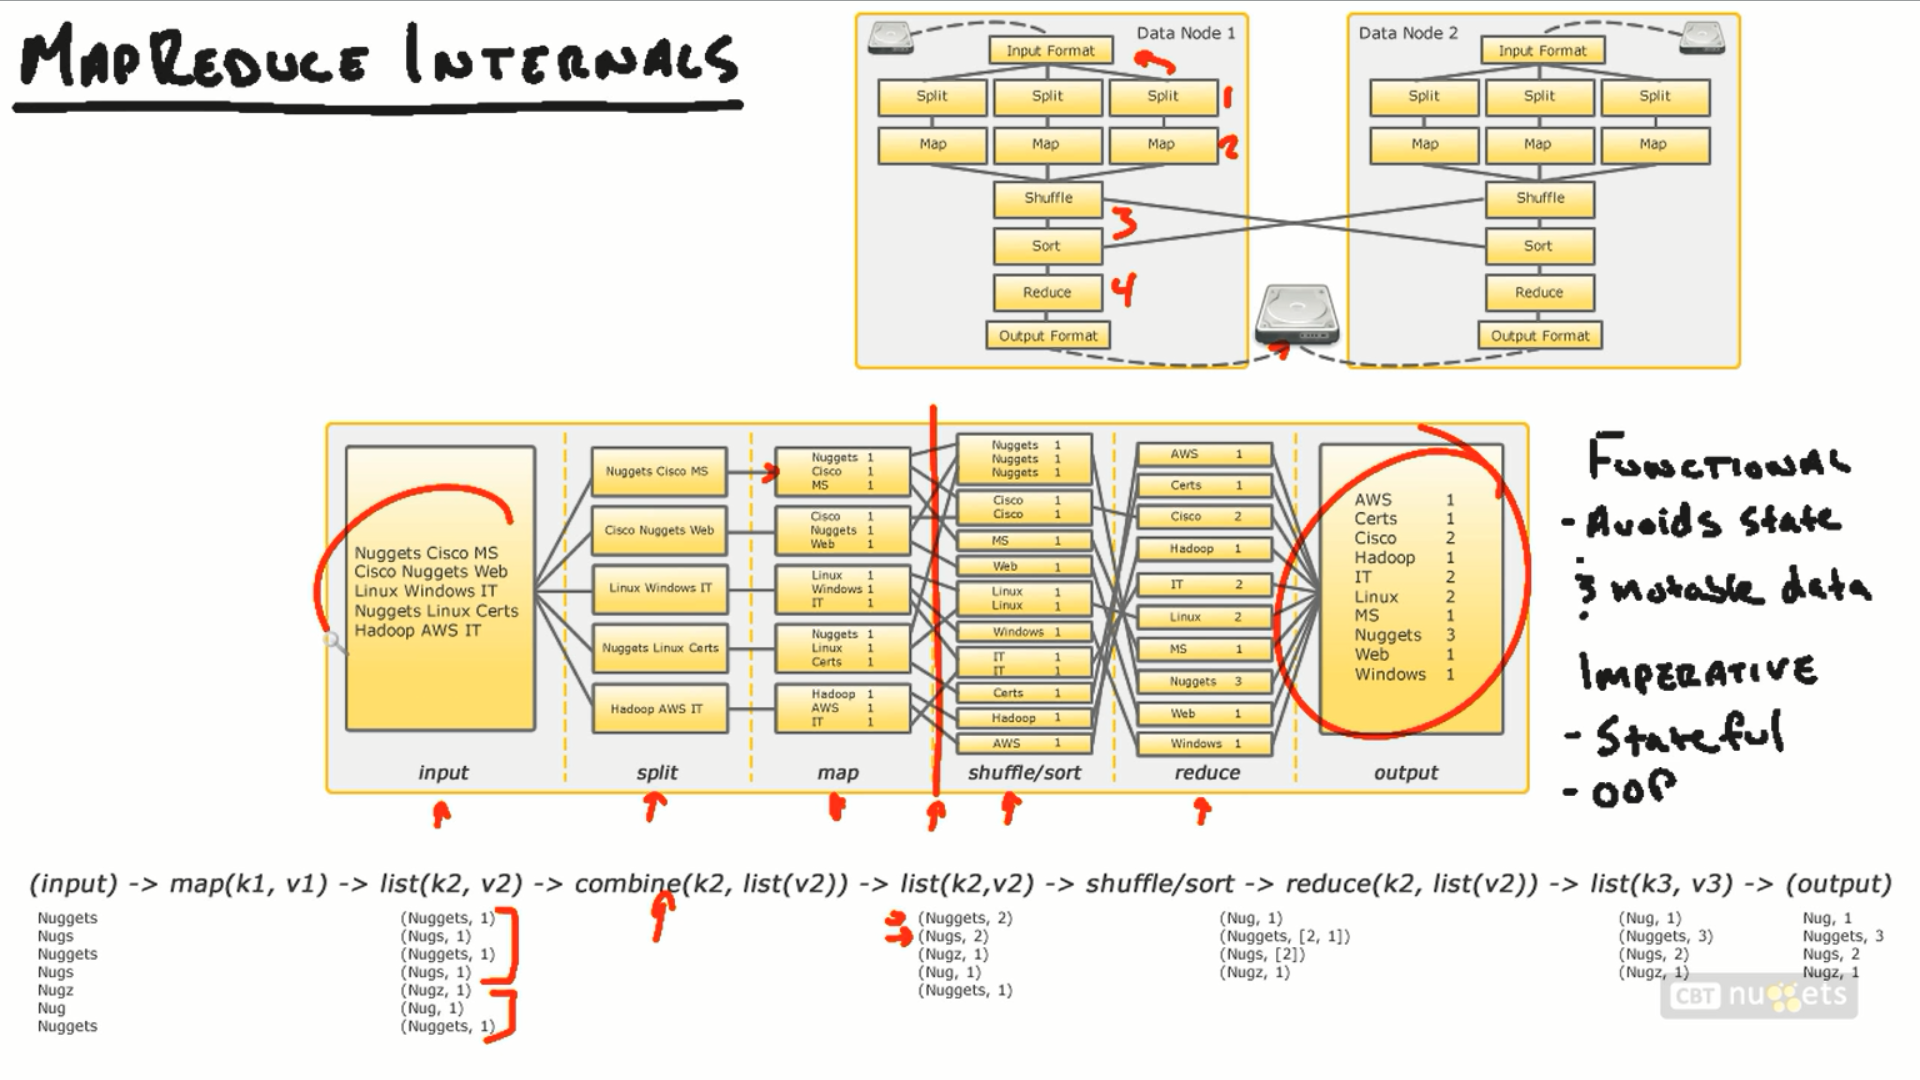 MAPREDUCE INTERNALS
Data Node 1
Input Format
Split Split Split 1
Map Map Map 2
Shuffle
3
Sort
Reduce 4
Output Format
Data Node 2
Input Format
Split Split Split
Map Map Map
Shuffle
Sort
Reduce
Output Format
Nuggets Cisco MS
Cisco Nuggets Web
Linux Windows IT
Nuggets Linux Certs
Hadoop AWS IT
input
Nuggets Cisco MS
Cisco Nuggets Web
Linux Windows IT
Nuggets Linux Certs
Hadoop AWS IT
split
Nuggets 1
Cisco 1
MS 1
Cisco 1
Nuggets 1
Web 1
Linux 1
Windows 1
IT 1
Nuggets 1
Linux 1
Certs 1
Hadoop 1
AWS 1
IT 1
map
Nuggets 1
Nuggets 1
Nuggets 1
Cisco 1
Cisco 1
MS 1
Web 1
Linux 1
Linux 1
Windows 1
IT 1
IT 1
Certs 1
Hadoop 1
AWS 1
shuffle/sort
AWS 1
Certs 1
Cisco 2
Hadoop 1
IT 2
Linux 2
MS 1
Nuggets 3
Web 1
Windows 1
reduce
AWS 1
Certs 1
Cisco 2
Hadoop 1
IT 2
Linux 2
MS 1
Nuggets 3
Web 1
Windows 1
output
FUNCTIONAL
- Avoids state
mutable data
IMPERATIVE
- Stateful
- OOP
(input) -> map(k1, v1) -> list(k2, v2) -> combine(k2, list(v2)) -> list(k2,v2) -> shuffle/sort -> reduce(k2, list(v2)) -> list(k3, v3) -> (output)
Nuggets (Nuggets, 1) (Nuggets, 2) (Nug, 1) (Nug, 1) Nug, 1
Nugs (Nugs, 1) (Nugs, 2) (Nuggets, [2, 1]) (Nuggets, 3) Nuggets, 3
Nuggets (Nuggets, 1) (Nugz, 1) (Nugs, [2]) (Nugs, 2) Nugs, 2
Nugs (Nugs, 1) (Nug, 1) (Nugz, 1) (Nugz, 1) Nugz, 1
Nugz (Nugz, 1) (Nuggets, 1)
Nug (Nug, 1)
Nuggets (Nuggets, 1)
CBT nuggets